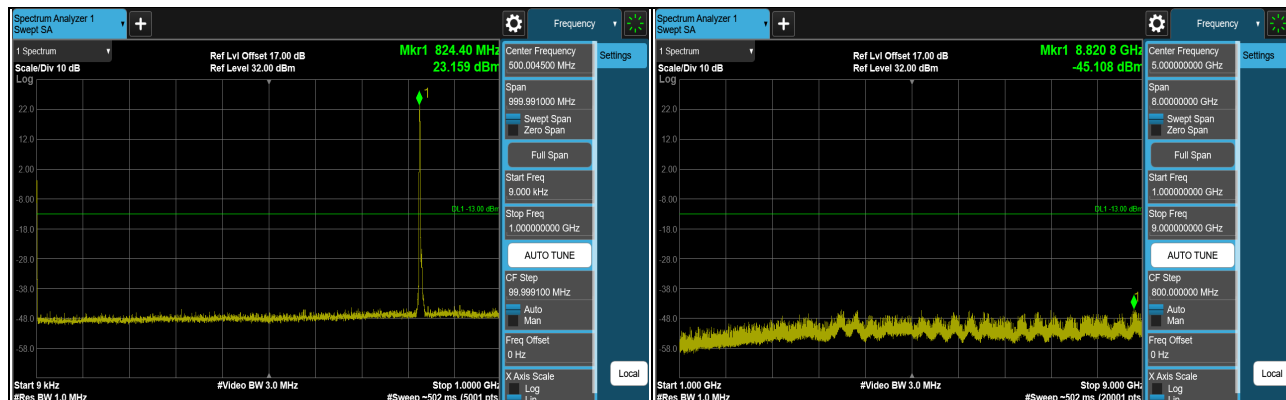 Spectrum Analyzer 1
Swept SA
+
Frequency
1 Spectrum
Scale/Div 10 dB
Log
Ref Lvl Offset 17.00 dB
Ref Level 32.00 dBm
Mkr1 824.40 MHz
23.159 dBm
1
22.0
12.0
2.00
-8.00
-18.0
-28.0
-38.0
-48.0
-58.0
DL1 -13.00 dBm
Start 9 kHz
#Res BW 1.0 MHz
#Video BW 3.0 MHz
Stop 1.0000 GHz
#Sweep ~502 ms (5001 pts)
Center Frequency
500.004500 MHz
Span
999.991000 MHz
Swept Span
Zero Span
Full Span
Start Freq
9.000 kHz
Stop Freq
1.000000000 GHz
AUTO TUNE
CF Step
99.999100 MHz
Auto
Man
Freq Offset
0 Hz
X Axis Scale
Log
Lin
Settings
Local
Spectrum Analyzer 1
Swept SA
+
Frequency
1 Spectrum
Scale/Div 10 dB
Log
Ref Lvl Offset 17.00 dB
Ref Level 32.00 dBm
Mkr1 8.820 8 GHz
-45.108 dBm
1
22.0
12.0
2.00
-8.00
-18.0
-28.0
-38.0
-48.0
-58.0
DL1 -13.00 dBm
Start 1.000 GHz
#Res BW 1.0 MHz
#Video BW 3.0 MHz
Stop 9.000 GHz
#Sweep ~502 ms (20001 pts)
Center Frequency
5.000000000 GHz
Span
8.00000000 GHz
Swept Span
Zero Span
Full Span
Start Freq
1.000000000 GHz
Stop Freq
9.000000000 GHz
AUTO TUNE
CF Step
800.000000 MHz
Auto
Man
Freq Offset
0 Hz
X Axis Scale
Log
Lin
Settings
Local